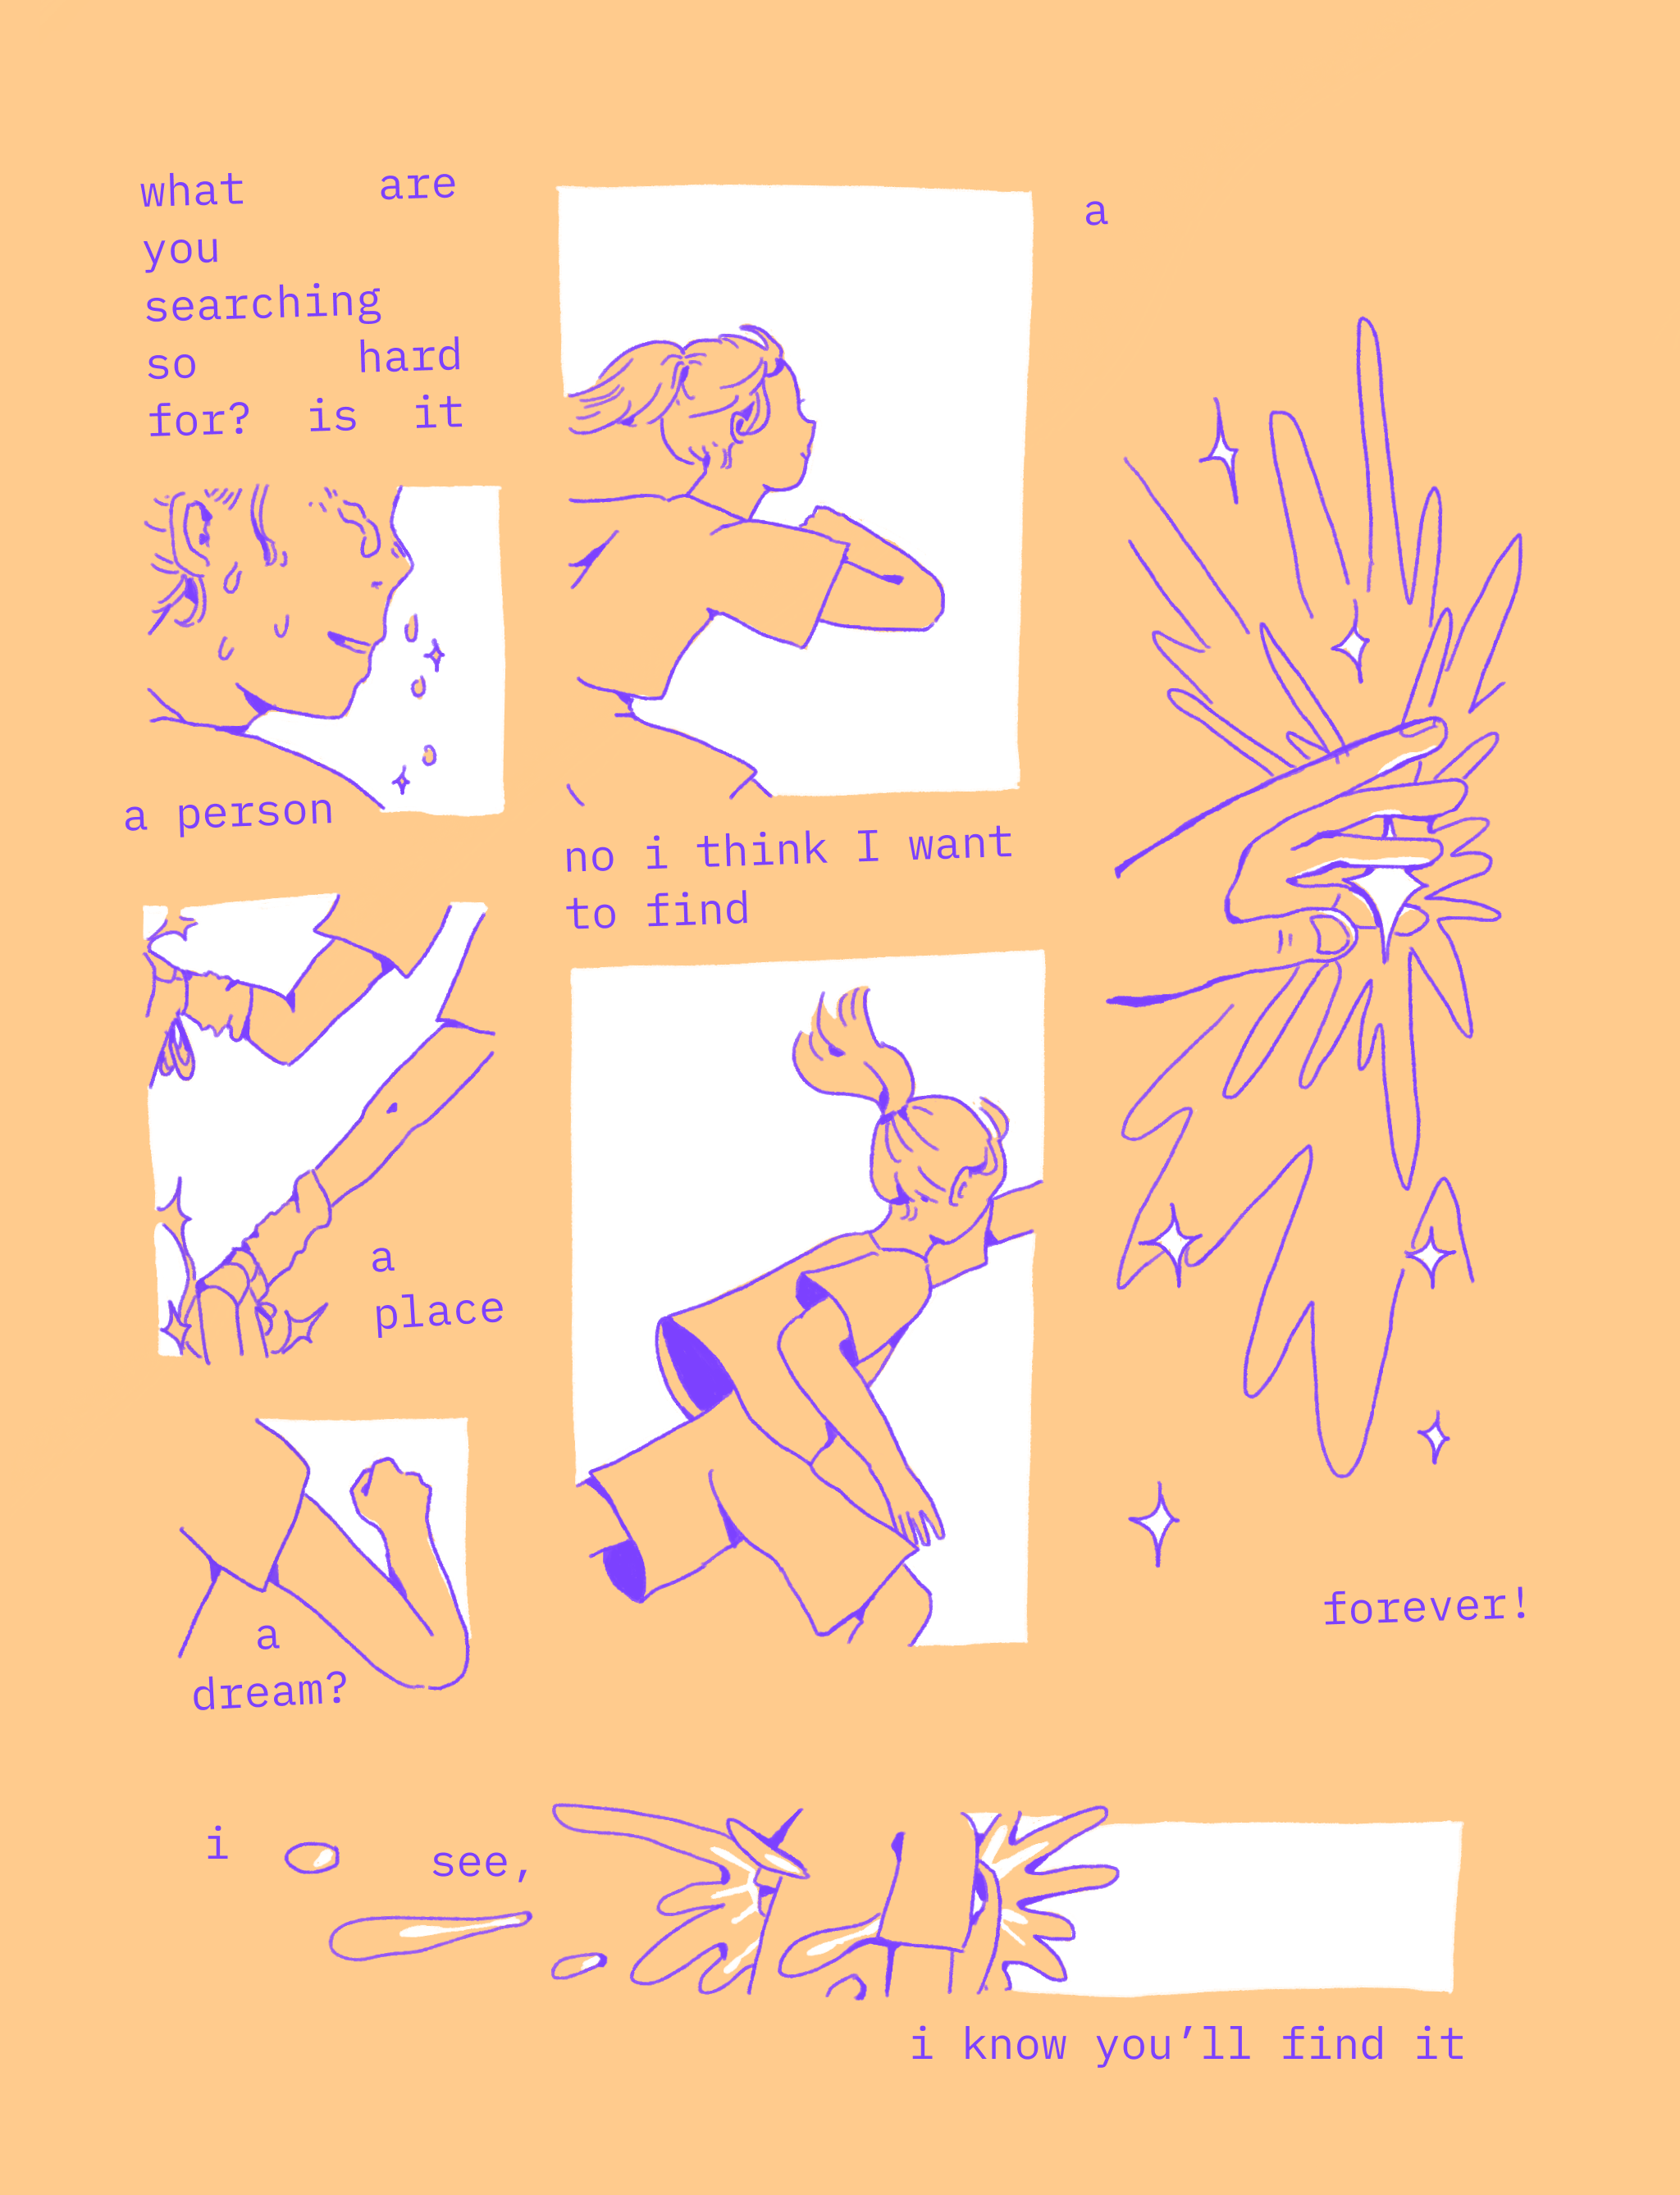 what are
you
searching
so hard
for? is it
a person
a
place
a
dream?
no i think I want
to find
a
forever!
i see,
i know you’ll find it